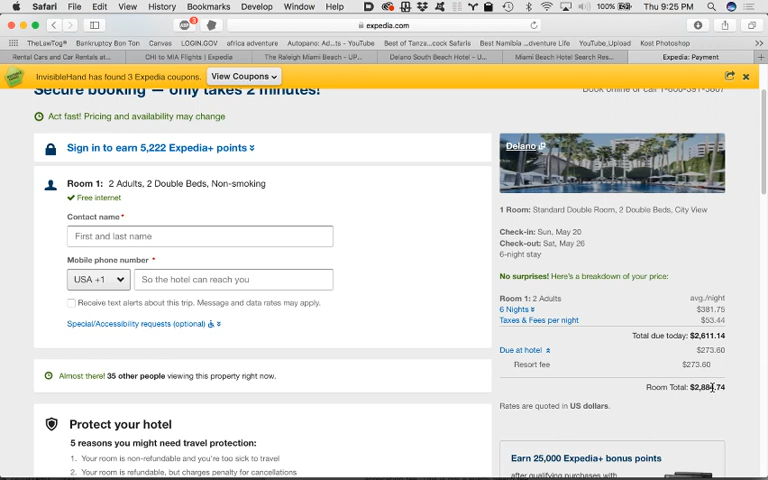 Safari File Edit View History Bookmarks Develop Window Help
100%
Thu 9:25 PM
expedia.com
TheLawTog® Bankruptcy Bon Ton Canvas LOGIN.GOV africa adventure Autopano: Ad...ts - YouTube Best of Tanza...cock Safaris Best Namibia ...dventure Life YouTube_Upload Kost Photoshop
Rental Cars and Car Rentals at... CHI to MIA Flights | Expedia The Raleigh Miami Beach - UP... Delano South Beach Hotel - U... Miami Beach Hotel Search Res... Expedia: Payment
InvisibleHand has found 3 Expedia coupons. View Coupons
Secure booking — only takes 2 minutes!
Book online or call 1-800-391-3807
Act fast! Pricing and availability may change
Sign in to earn 5,222 Expedia+ points
Room 1: 2 Adults, 2 Double Beds, Non-smoking
Free internet
Contact name*
First and last name
Mobile phone number *
USA +1 So the hotel can reach you
Receive text alerts about this trip. Message and data rates may apply.
Special/Accessibility requests (optional)
Almost there! 35 other people viewing this property right now.
Protect your hotel
5 reasons you might need travel protection:
1. Your room is non-refundable and you're too sick to travel
2. Your room is refundable, but charges penalty for cancellations
Delano
1 Room: Standard Double Room, 2 Double Beds, City View
Check-in: Sun, May 20
Check-out: Sat, May 26
6-night stay
No surprises! Here's a breakdown of your price:
Room 1: 2 Adults avg./night
6 Nights $381.75
Taxes & Fees per night $53.44
Total due today: $2,611.14
Due at hotel $273.60
Resort fee $273.60
Room Total: $2,884.74
Rates are quoted in US dollars.
Earn 25,000 Expedia+ bonus points
after qualifying purchases with